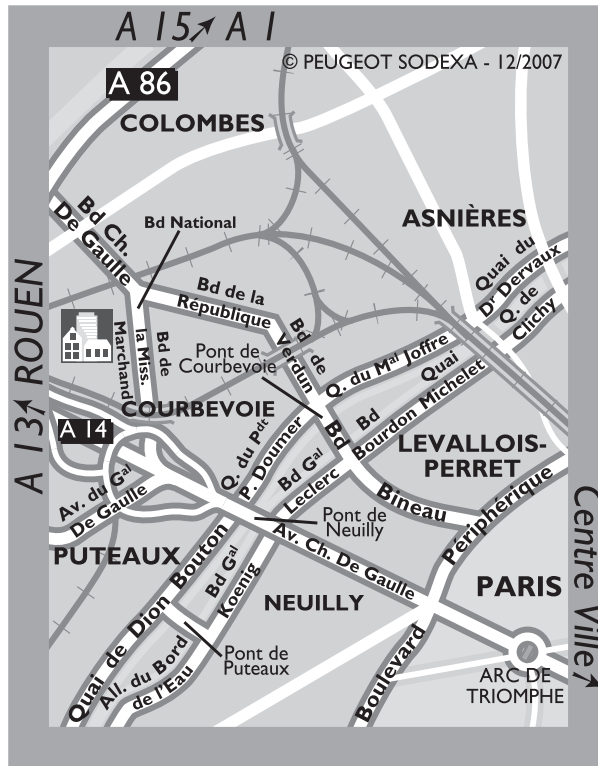 A 15↗ A 1
© PEUGEOT SODEXA - 12/2007
A 86
COLOMBES
Bd Ch.
De Gaulle
Bd National
ASNIÈRES
Quai du
Dr Dervaux
Q. de
Clichy
A 13↗ ROUEN
Bd de la
République
Marchand
la Miss.
Bd de
Bd de
Verdun
Pont de
Courbevoie
Q. du Mal Joffre
Quai
Bourdon Michelet
Bd
COURBEVOIE
A 14
Q. du Pdt
P. Doumer
Bd
Bineau
LEVALLOIS-
PERRET
Av. du Gal
De Gaulle
Bd Gal
Leclerc
Périphérique
Boulevard
Pont de
Neuilly
Av. Ch. De Gaulle
PUTEAUX
Quai de Dion Bouton
Bd Gal
Koenig
NEUILLY
PARIS
Centre Ville↗
Pont de
Puteaux
All. du Bord
de l'Eau
ARC DE
TRIOMPHE